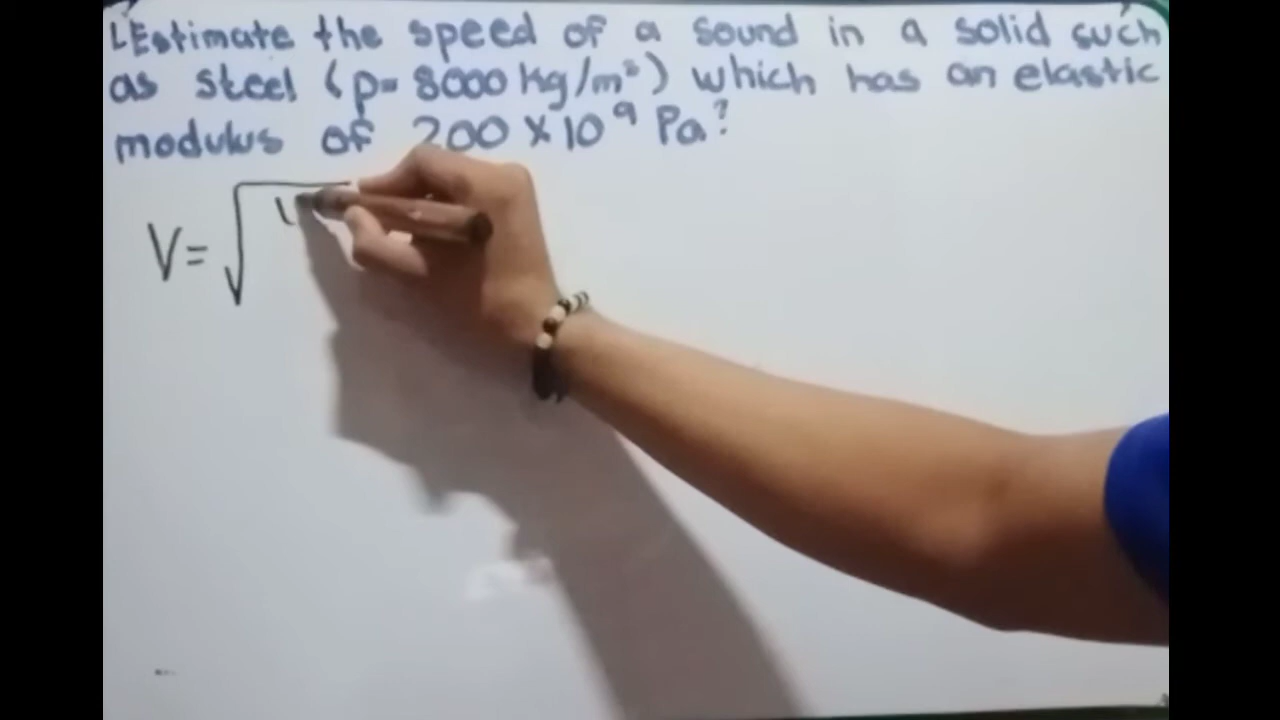 1. Estimate the speed of a sound in a solid such
as steel (ρ= 8000 kg/m³) which has an elastic
modulus of 200 x 10⁹ Pa?
V = √